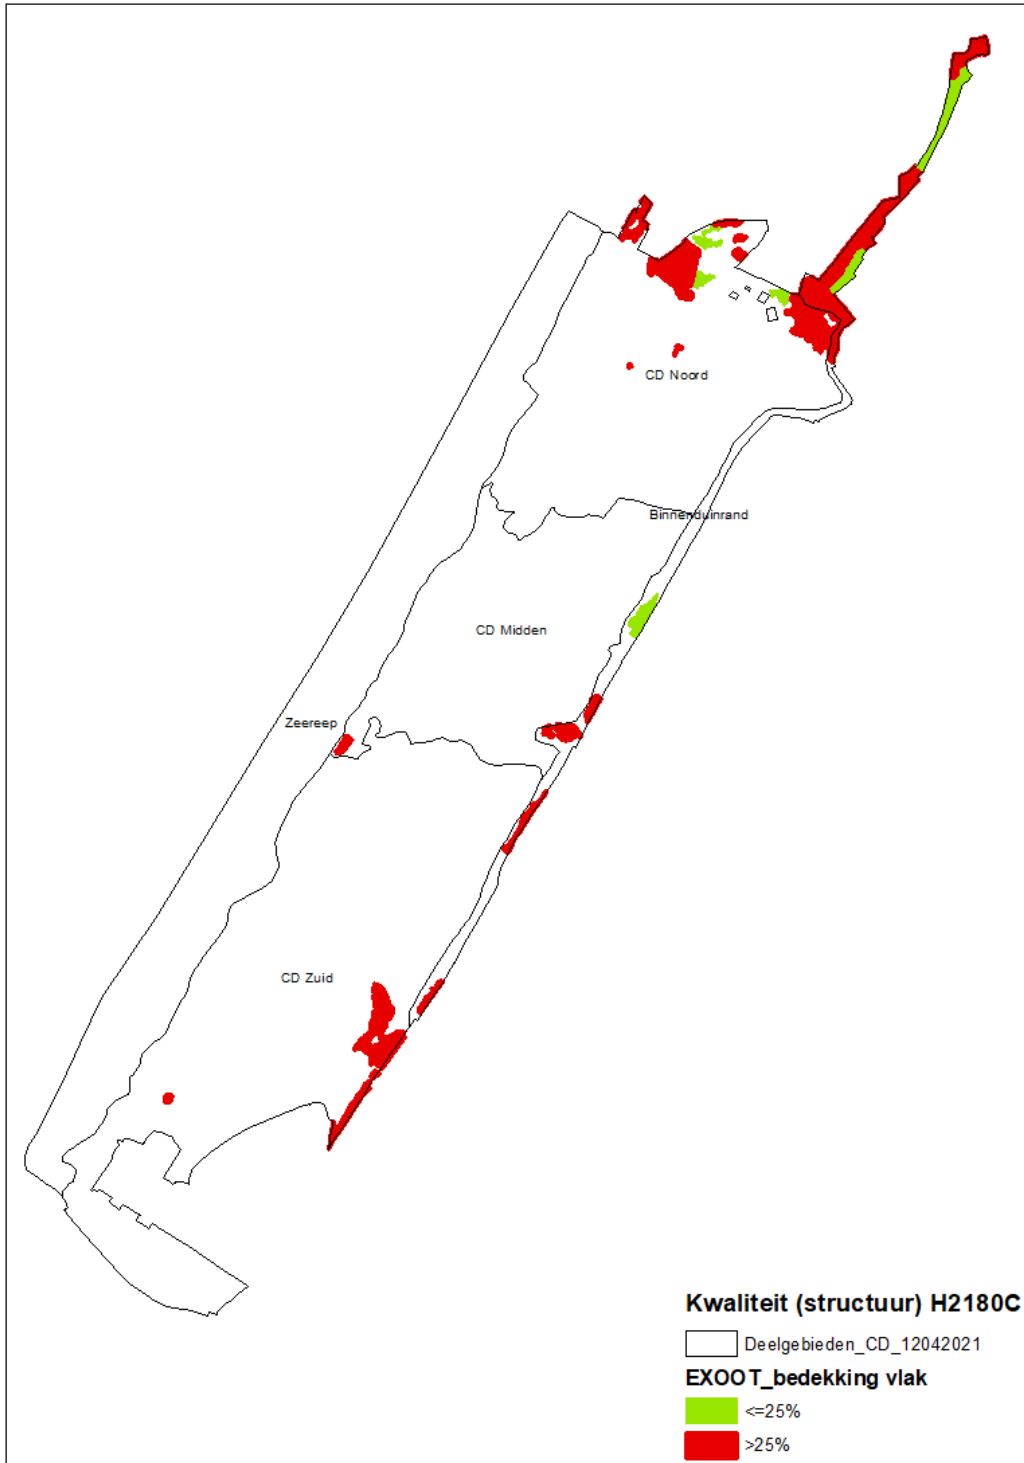 CD Noord
Binnenduinrand
CD Midden
Zeereep
CD Zuid
Kwaliteit (structuur) H2180C
Deelgebieden_CD_12042021
EXOOT_bedekking vlak
<=25%
>25%